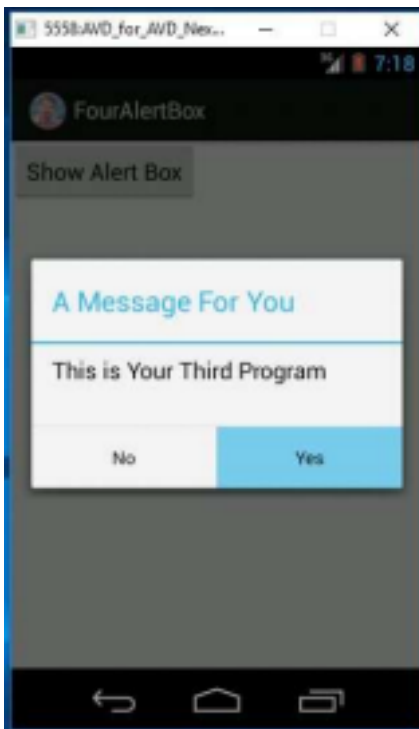 5558:AVD_for_AVD_Nex...
7:18
FourAlertBox
Show Alert Box
A Message For You
This is Your Third Program
No
Yes